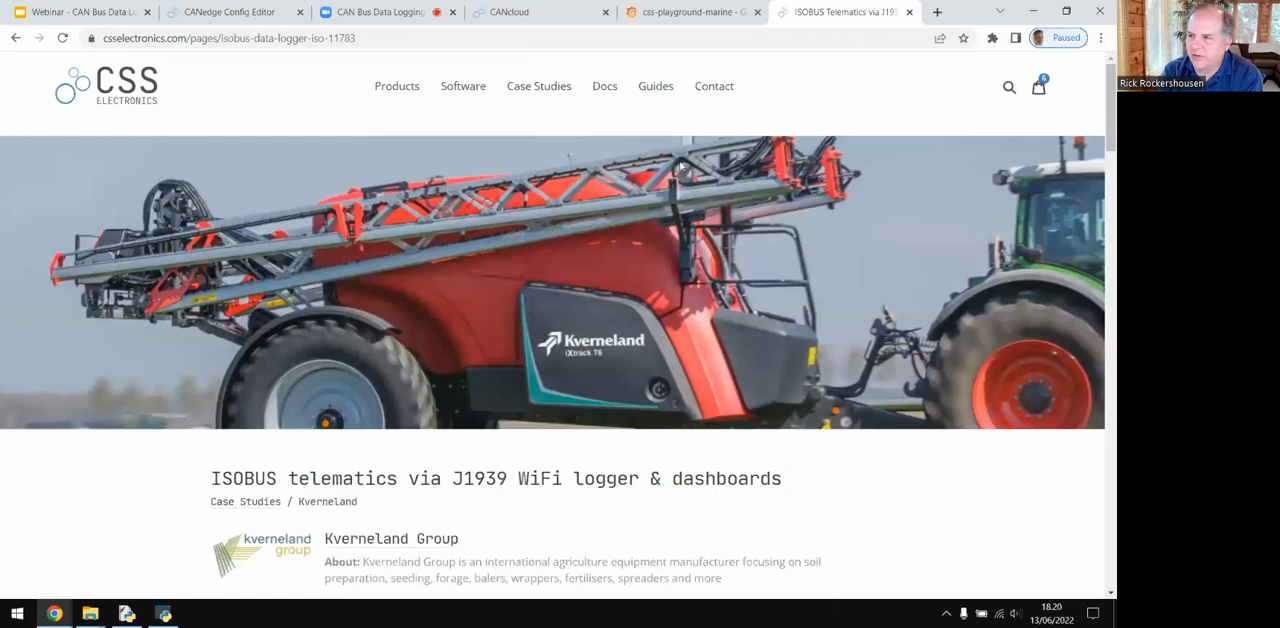 Webinar - CAN Bus Data Lo
CANedge Config Editor
CAN Bus Data Logging
CANcloud
css-playground-marine - G
ISOBUS Telematics via J193
csselectronics.com/pages/isobus-data-logger-iso-11783
Paused
Rick Rockershousen
CSS
ELECTRONICS
Products
Software
Case Studies
Docs
Guides
Contact
6
Kverneland
iXtrack T6
ISOBUS telematics via J1939 WiFi logger & dashboards
Case Studies / Kverneland
kverneland
group
Kverneland Group
About: Kverneland Group is an international agriculture equipment manufacturer focusing on soil
preparation, seeding, forage, balers, wrappers, fertilisers, spreaders and more
18.20
13/06/2022